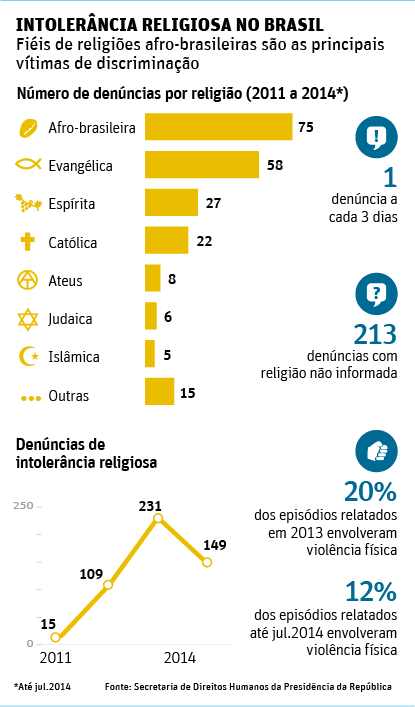 INTOLERÂNCIA RELIGIOSA NO BRASIL
Fiéis de religiões afro-brasileiras são as principais
vítimas de discriminação
Número de denúncias por religião (2011 a 2014*)
Afro-brasileira 75
Evangélica 58
Espírita 27
Católica 22
Ateus 8
Judaica 6
Islâmica 5
Outras 15
!
1
denúncia a
cada 3 dias
?
213
denúncias com
religião não informada
Denúncias de
intolerância religiosa
250
0
15
109
231
149
2011
2014
20%
dos episódios relatados
em 2013 envolveram
violência física
12%
dos episódios relatados
até jul.2014 envolveram
violência física
*Até jul.2014
Fonte: Secretaria de Direitos Humanos da Presidência da República